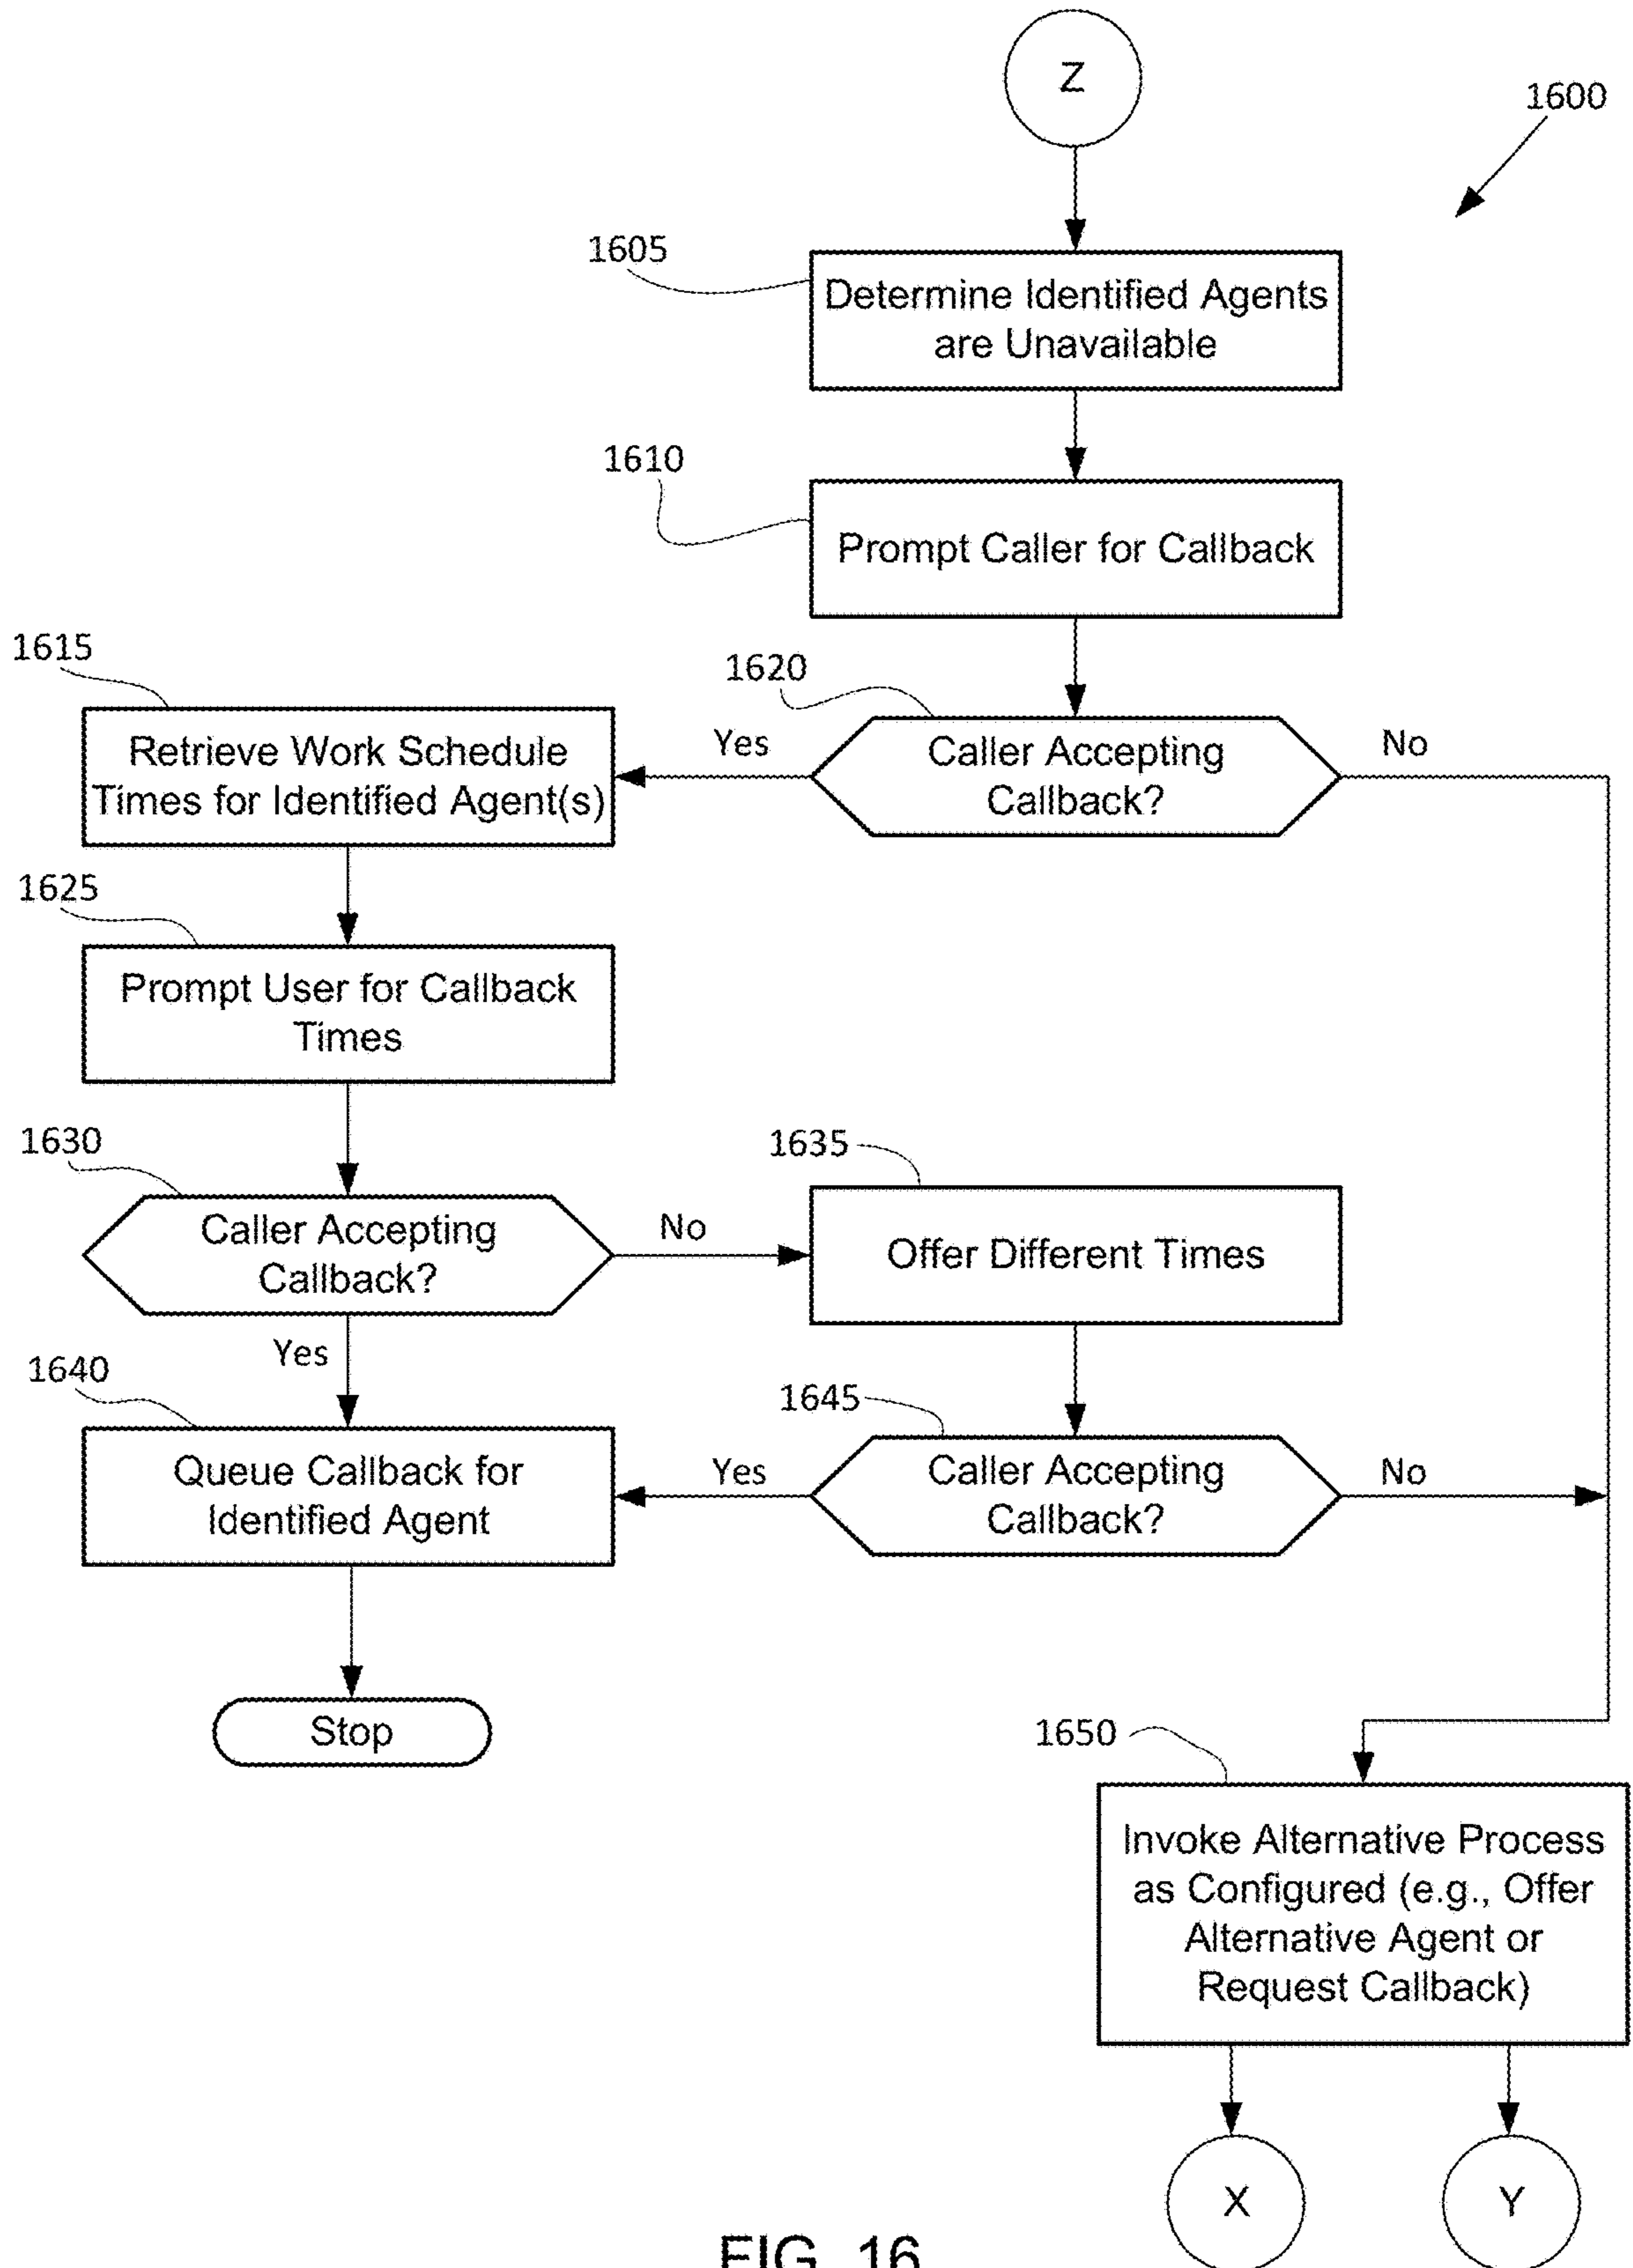 Z
1600
1605
Determine Identified Agents
are Unavailable
1610
Prompt Caller for Callback
1615
1620
Retrieve Work Schedule
Times for Identified Agent(s)
Yes
Caller Accepting
Callback?
No
1625
Prompt User for Callback
Times
1630
1635
Caller Accepting
Callback?
No
Offer Different Times
Yes
1640
1645
Queue Callback for
Identified Agent
Yes
Caller Accepting
Callback?
No
Stop
1650
Invoke Alternative Process
as Configured (e.g., Offer
Alternative Agent or
Request Callback)
X
Y
FIG. 16